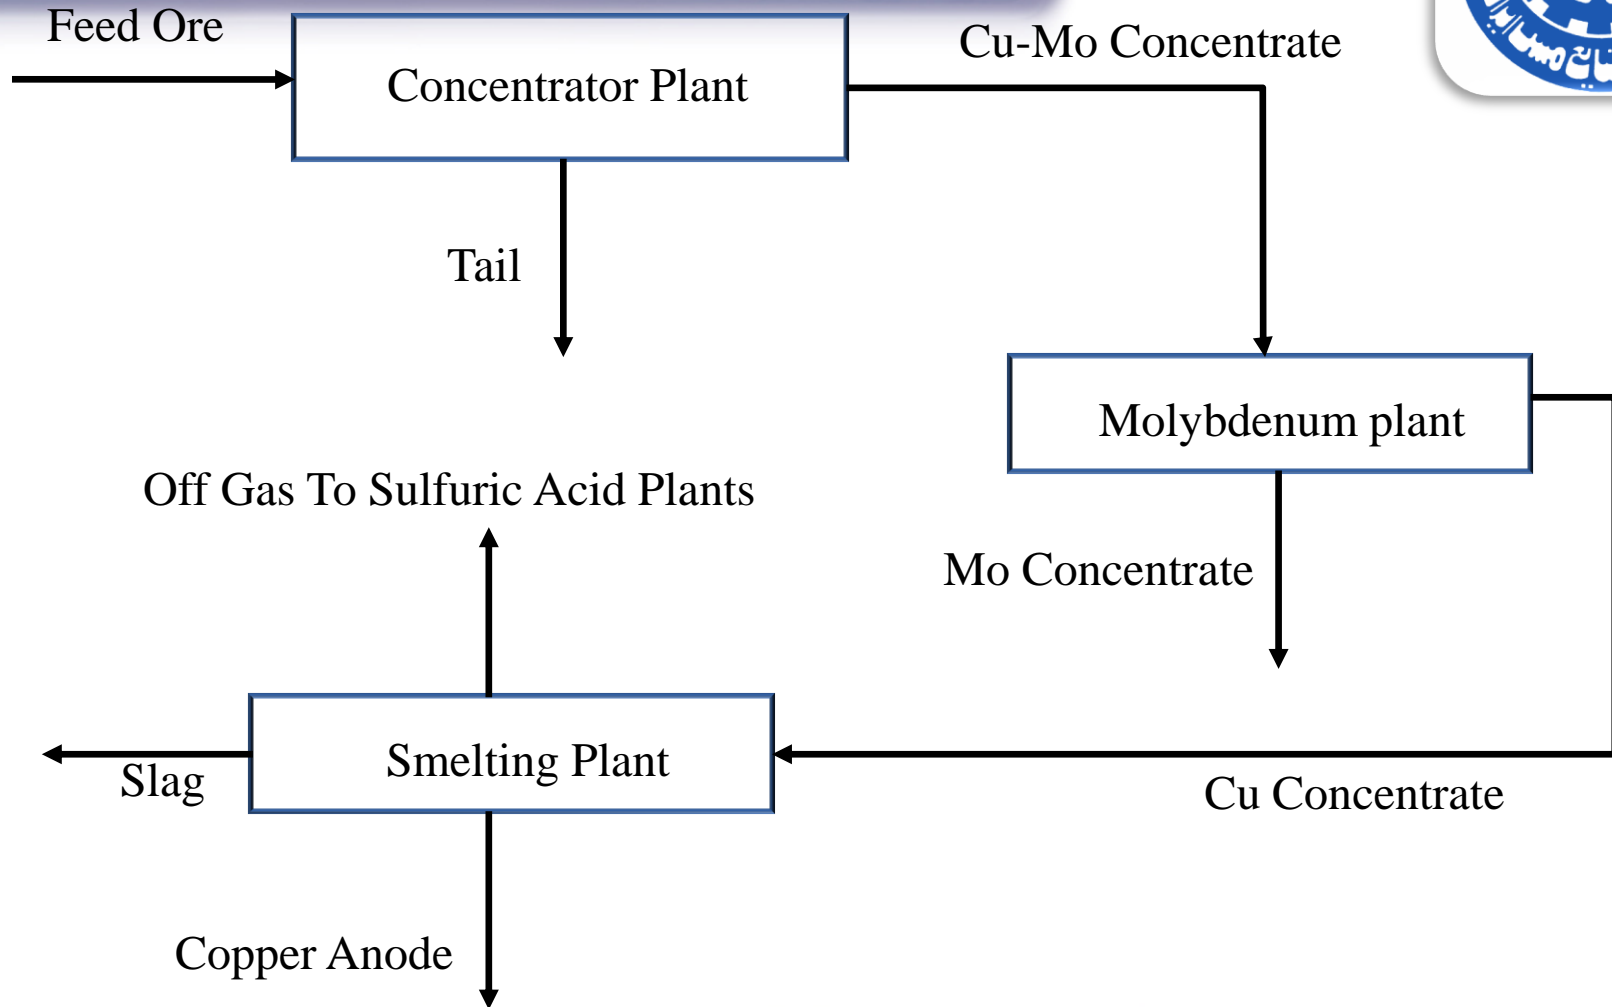 Feed Ore
Concentrator Plant
Cu-Mo Concentrate
Tail
Molybdenum plant
Off Gas To Sulfuric Acid Plants
Mo Concentrate
Smelting Plant
Slag
Cu Concentrate
Copper Anode